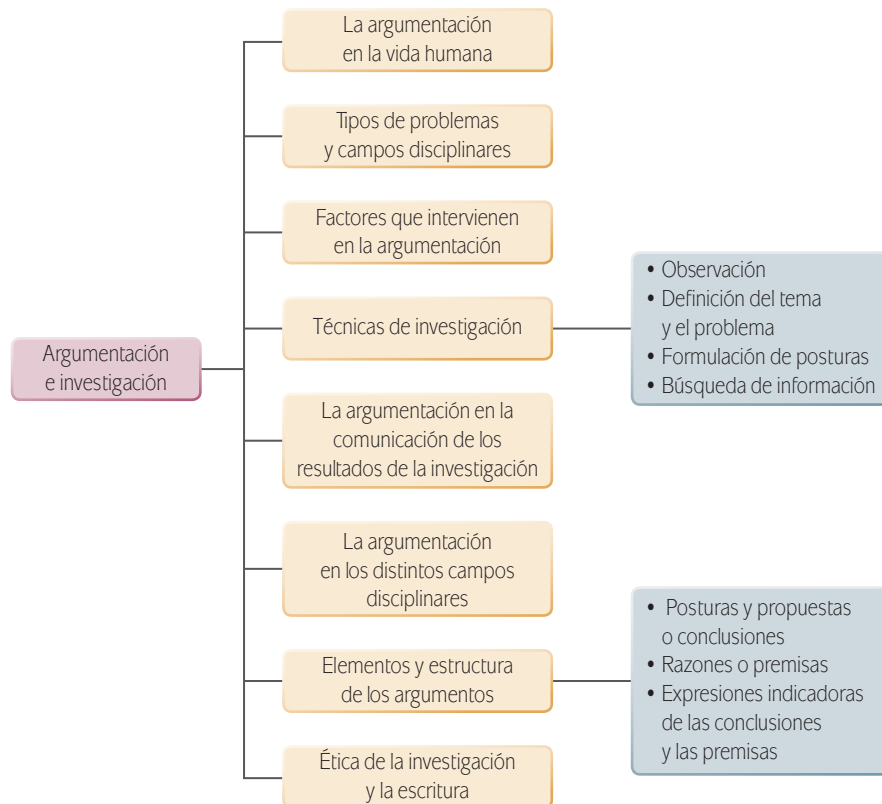 La argumentación
en la vida humana
Tipos de problemas
y campos disciplinares
Factores que intervienen
en la argumentación
Técnicas de investigación
• Observación
• Definición del tema
y el problema
• Formulación de posturas
• Búsqueda de información
Argumentación
e investigación
La argumentación en la
comunicación de los
resultados de la investigación
La argumentación
en los distintos campos
disciplinares
Elementos y estructura
de los argumentos
• Posturas y propuestas
o conclusiones
• Razones o premisas
• Expresiones indicadoras
de las conclusiones
y las premisas
Ética de la investigación
y la escritura